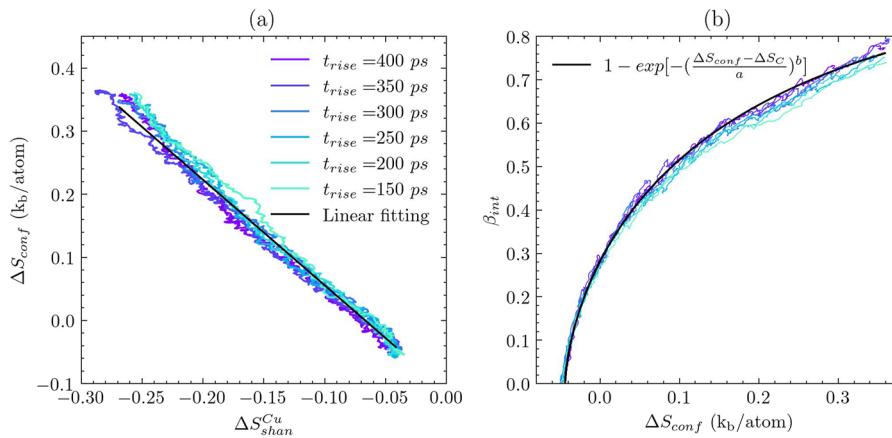 (a)
0.4
0.3
0.2
0.1
0.0
−0.1
ΔS_conf (k_b/atom)
t_rise =400 ps
t_rise =350 ps
t_rise =300 ps
t_rise =250 ps
t_rise =200 ps
t_rise =150 ps
Linear fitting
−0.30 −0.25 −0.20 −0.15 −0.10 −0.05 0.00
ΔS^Cu_shan
(b)
0.8
0.7
0.6
0.5
0.4
0.3
0.2
0.1
0.0
β_int
1 − exp[−((ΔS_conf−ΔS_C)/a)^b]
0.0 0.1 0.2 0.3
ΔS_conf (k_b/atom)